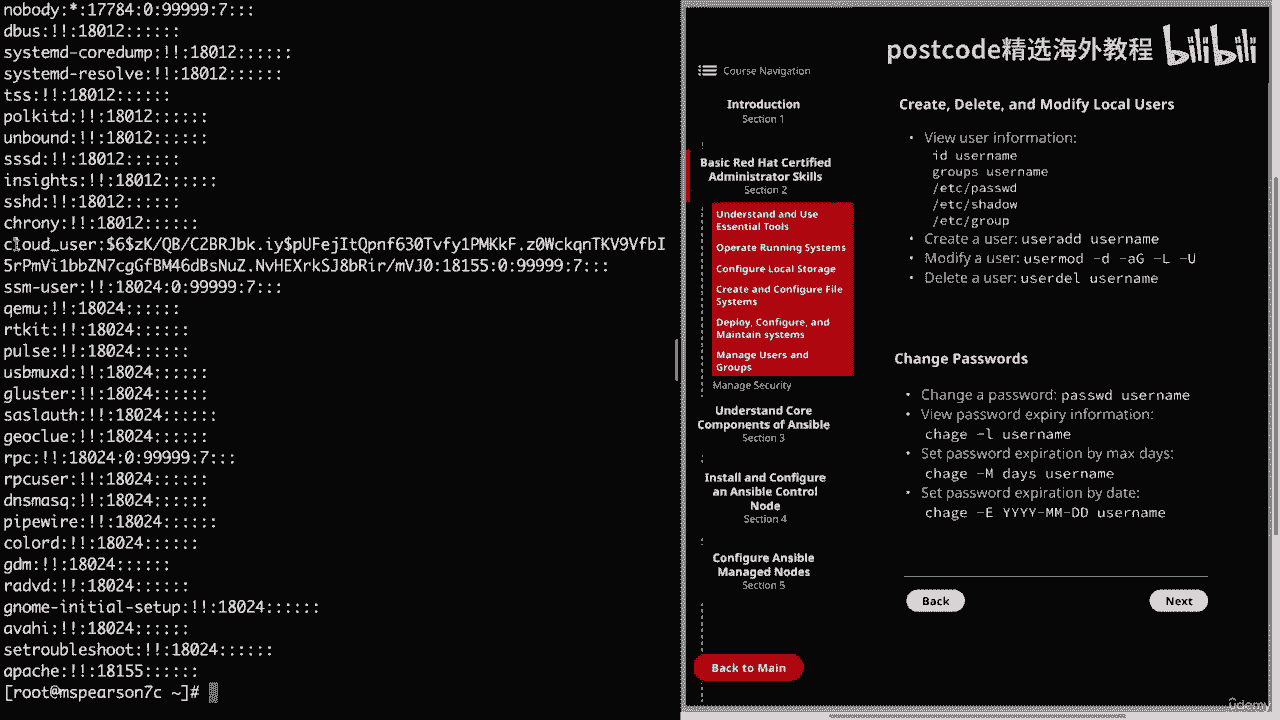 nobody:*:17784:0:99999:7:::
dbus:!!:18012::::::
systemd-coredump:!!:18012::::::
systemd-resolve:!!:18012::::::
tss:!!:18012::::::
polkitd:!!:18012::::::
unbound:!!:18012::::::
sssd:!!:18012::::::
insights:!!:18012::::::
sshd:!!:18012::::::
chrony:!!:18012::::::
cloud_user:$6$zK/QB/C2BRJbk.iy$pUFejItQpnf630Tvfy1PMKkF.z0WckqnTKV9VfbI
5rPmVi1bbZN7cgGfBM46dBsNuZ.NvHEXrkSJ8bRir/mVJ0:18155:0:99999:7:::
ssm-user:!!:18024:0:99999:7:::
qemu:!!:18024::::::
rtkit:!!:18024::::::
pulse:!!:18024::::::
usbmuxd:!!:18024::::::
gluster:!!:18024::::::
saslauth:!!:18024::::::
geoclue:!!:18024::::::
rpc:!!:18024:0:99999:7:::
rpcuser:!!:18024::::::
dnsmasq:!!:18024::::::
pipewire:!!:18024::::::
colord:!!:18024::::::
gdm:!!:18024::::::
radvd:!!:18024::::::
gnome-initial-setup:!!:18024::::::
avahi:!!:18024::::::
setroubleshoot:!!:18024::::::
apache:!!:18155::::::
[root@mspearson7c ~]#
postcode精选海外教程 bilibili
Course Navigation
Introduction
Section 1
Basic Red Hat Certified
Administrator Skills
Section 2
Understand and Use
Essential Tools
Operate Running Systems
Configure Local Storage
Create and Configure File
Systems
Deploy, Configure, and
Maintain systems
Manage Users and
Groups
Manage Security
Understand Core
Components of Ansible
Section 3
Install and Configure
an Ansible Control
Node
Section 4
Configure Ansible
Managed Nodes
Section 5
Back to Main
Create, Delete, and Modify Local Users
• View user information:
id username
groups username
/etc/passwd
/etc/shadow
/etc/group
• Create a user: useradd username
• Modify a user: usermod -d -aG -L -U
• Delete a user: userdel username
Change Passwords
• Change a password: passwd username
• View password expiry information:
chage -l username
• Set password expiration by max days:
chage -M days username
• Set password expiration by date:
chage -E YYYY-MM-DD username
Back
Next
udemy